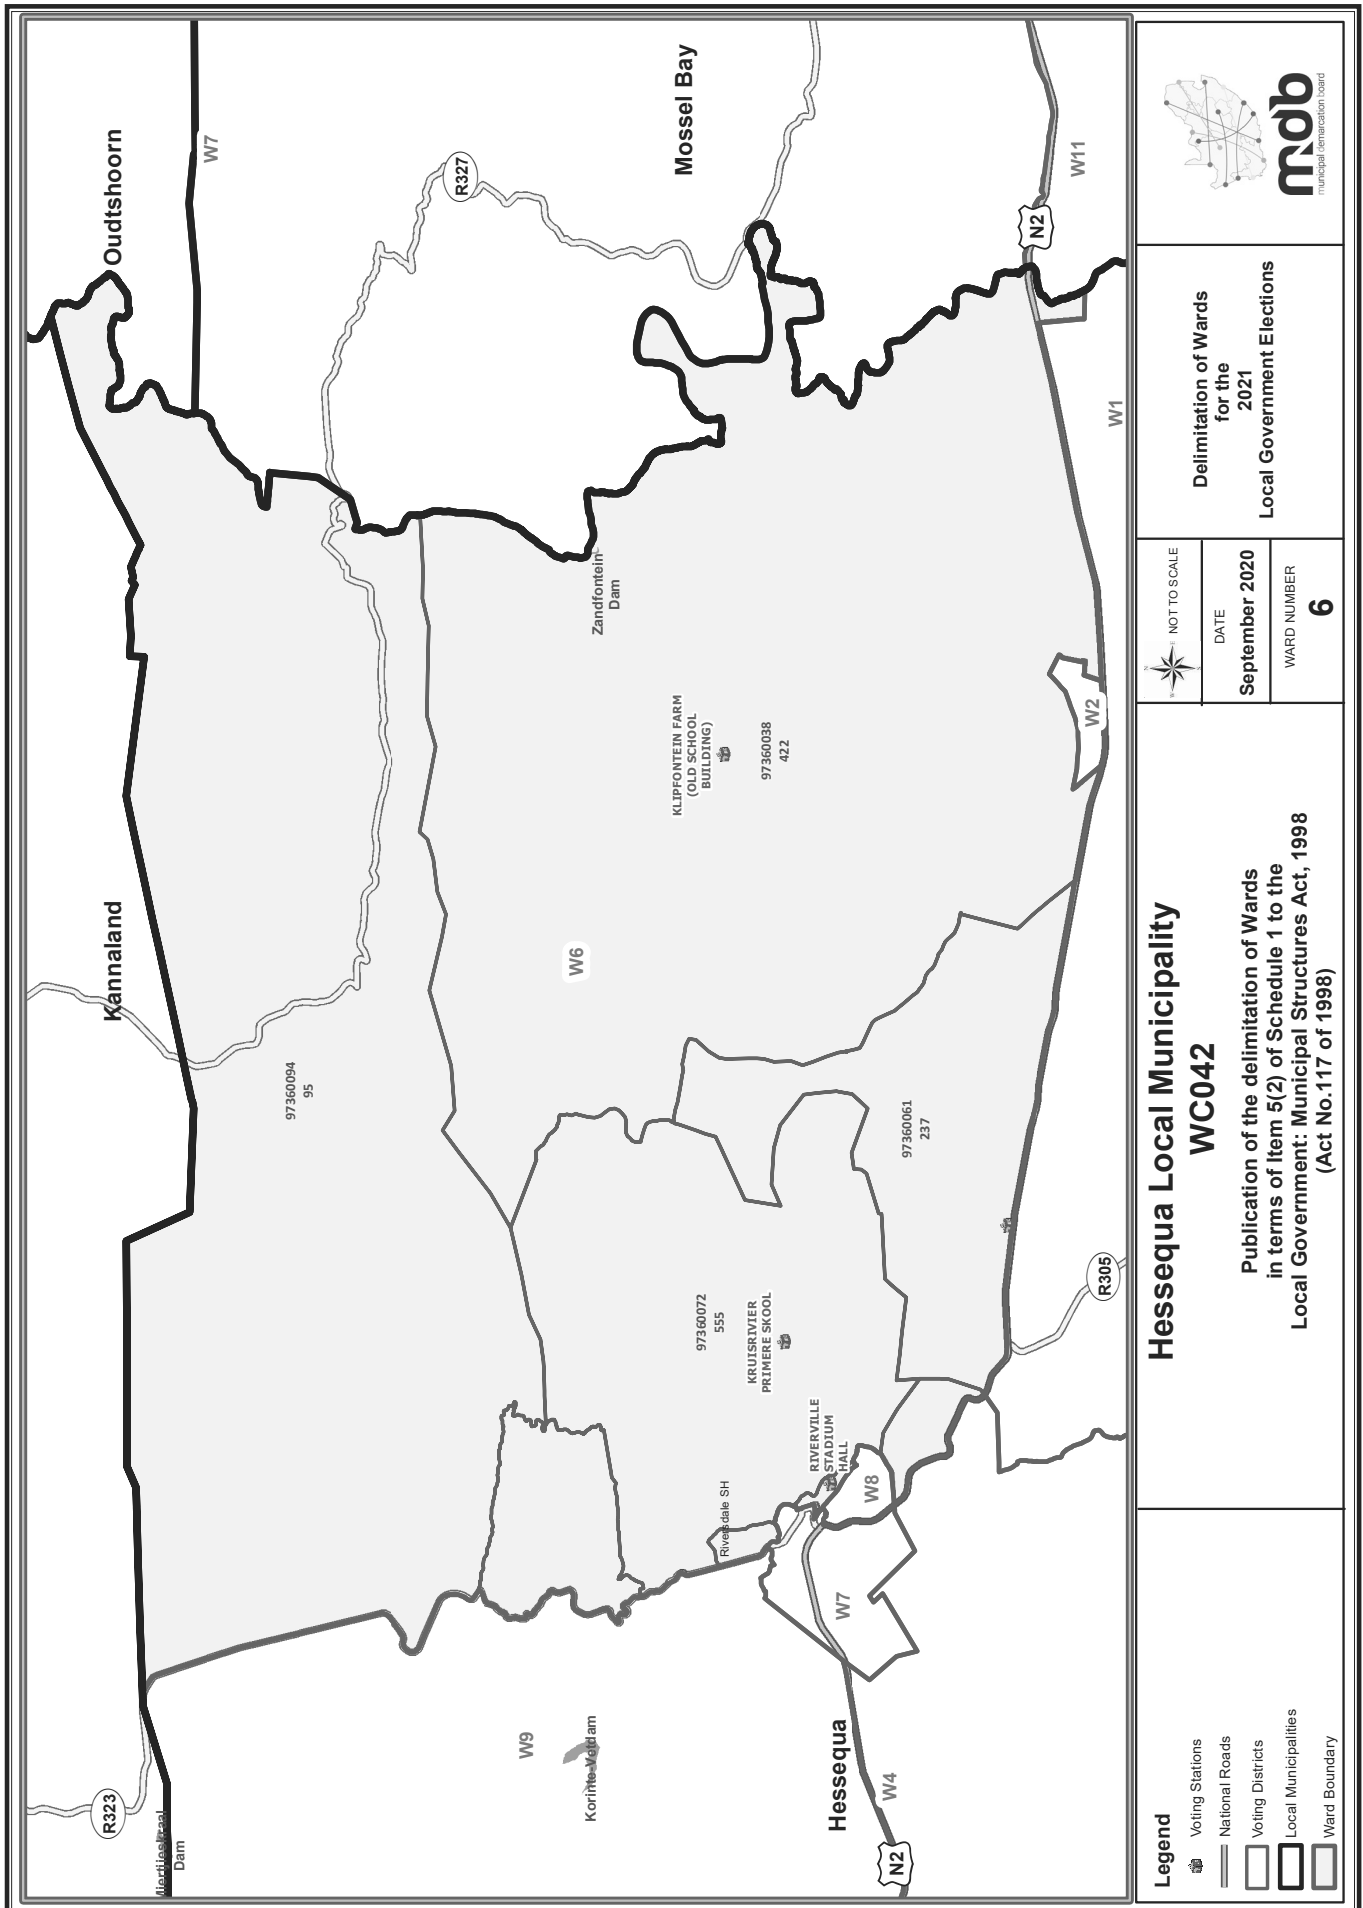 Oudtshoorn
W7
Mossel Bay
R327
N2
W11
W1
Kannaland
Zandfontein
Dam
KLIPFONTEIN FARM
(OLD SCHOOL
BUILDING)
97360038
422
W2
W6
97360094
95
97360061
237
97360072
555
KRUISRIVIER
PRIMERE SKOOL
RIVERVILLE
STADIUM
HALL
Riversdale SH
W8
W7
R305
W9
Korinte-Vetdam
Hessequa
W4
N2
R323
Dam
mdb
municipal demarcation board
Delimitation of Wards
for the
2021
Local Government Elections
N
E
S
W
NOT TO SCALE
DATE
September 2020
WARD NUMBER
6
Hessequa Local Municipality
WC042
Publication of the delimitation of Wards
in terms of Item 5(2) of Schedule 1 to the
Local Government: Municipal Structures Act, 1998
(Act No.117 of 1998)
Legend
Voting Stations
National Roads
Voting Districts
Local Municipalities
Ward Boundary